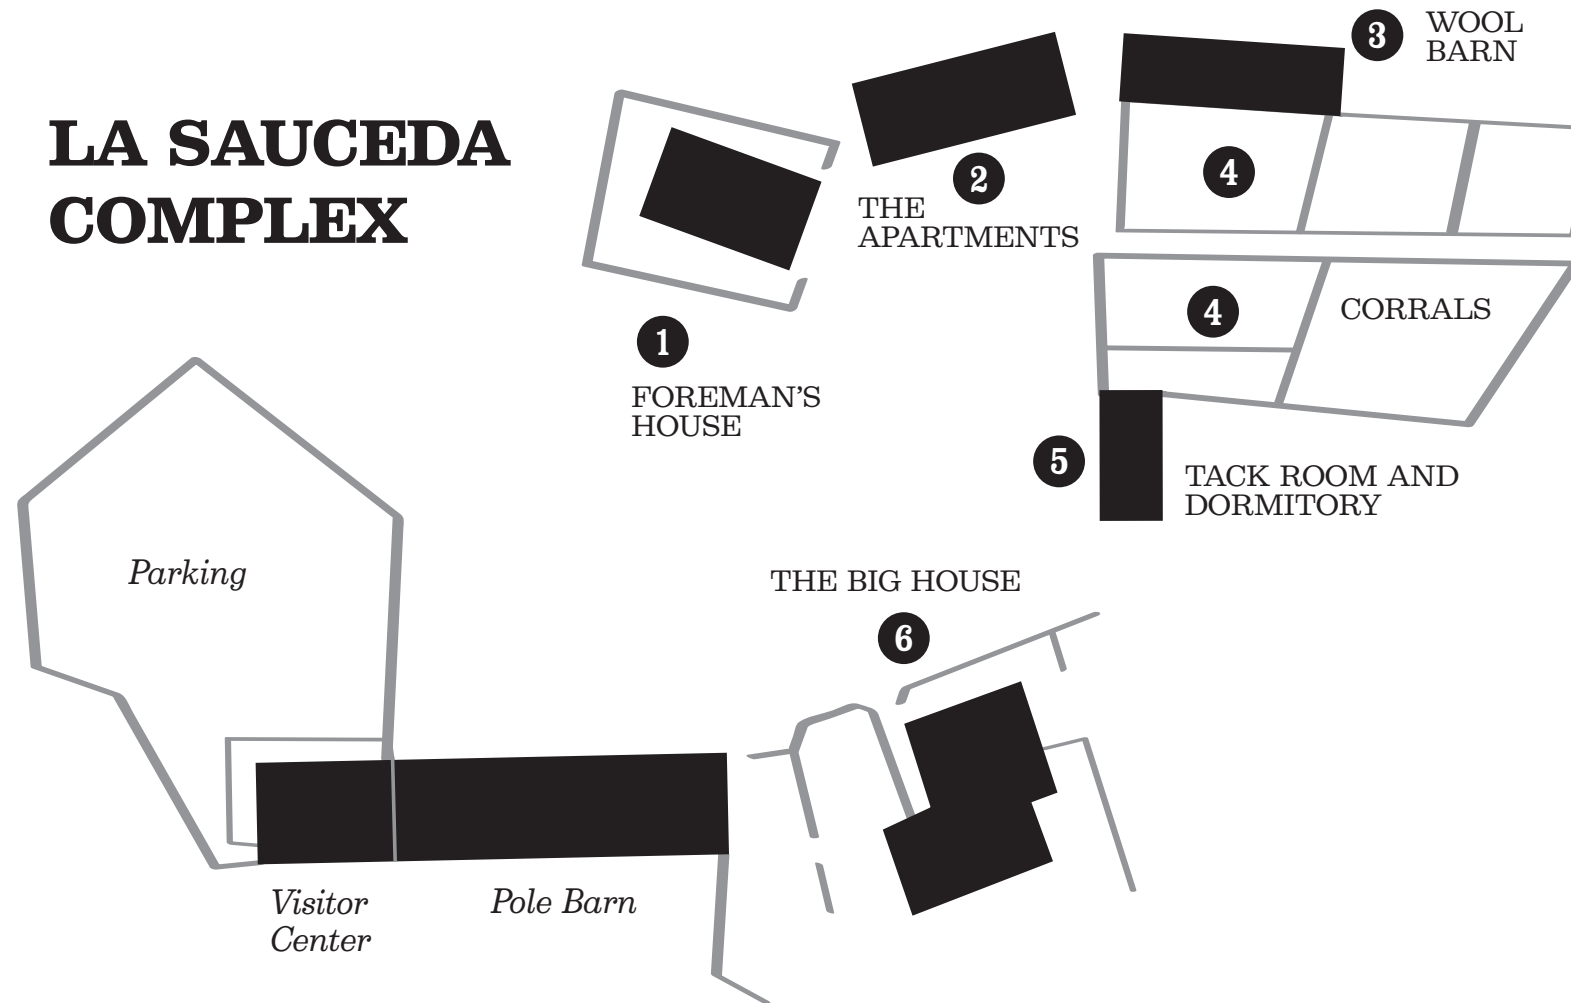 LA SAUCEDA
COMPLEX
3
WOOL
BARN
2
THE
APARTMENTS
4
4
CORRALS
1
FOREMAN’S
HOUSE
5
TACK ROOM AND
DORMITORY
Parking
THE BIG HOUSE
6
Visitor
Center
Pole Barn